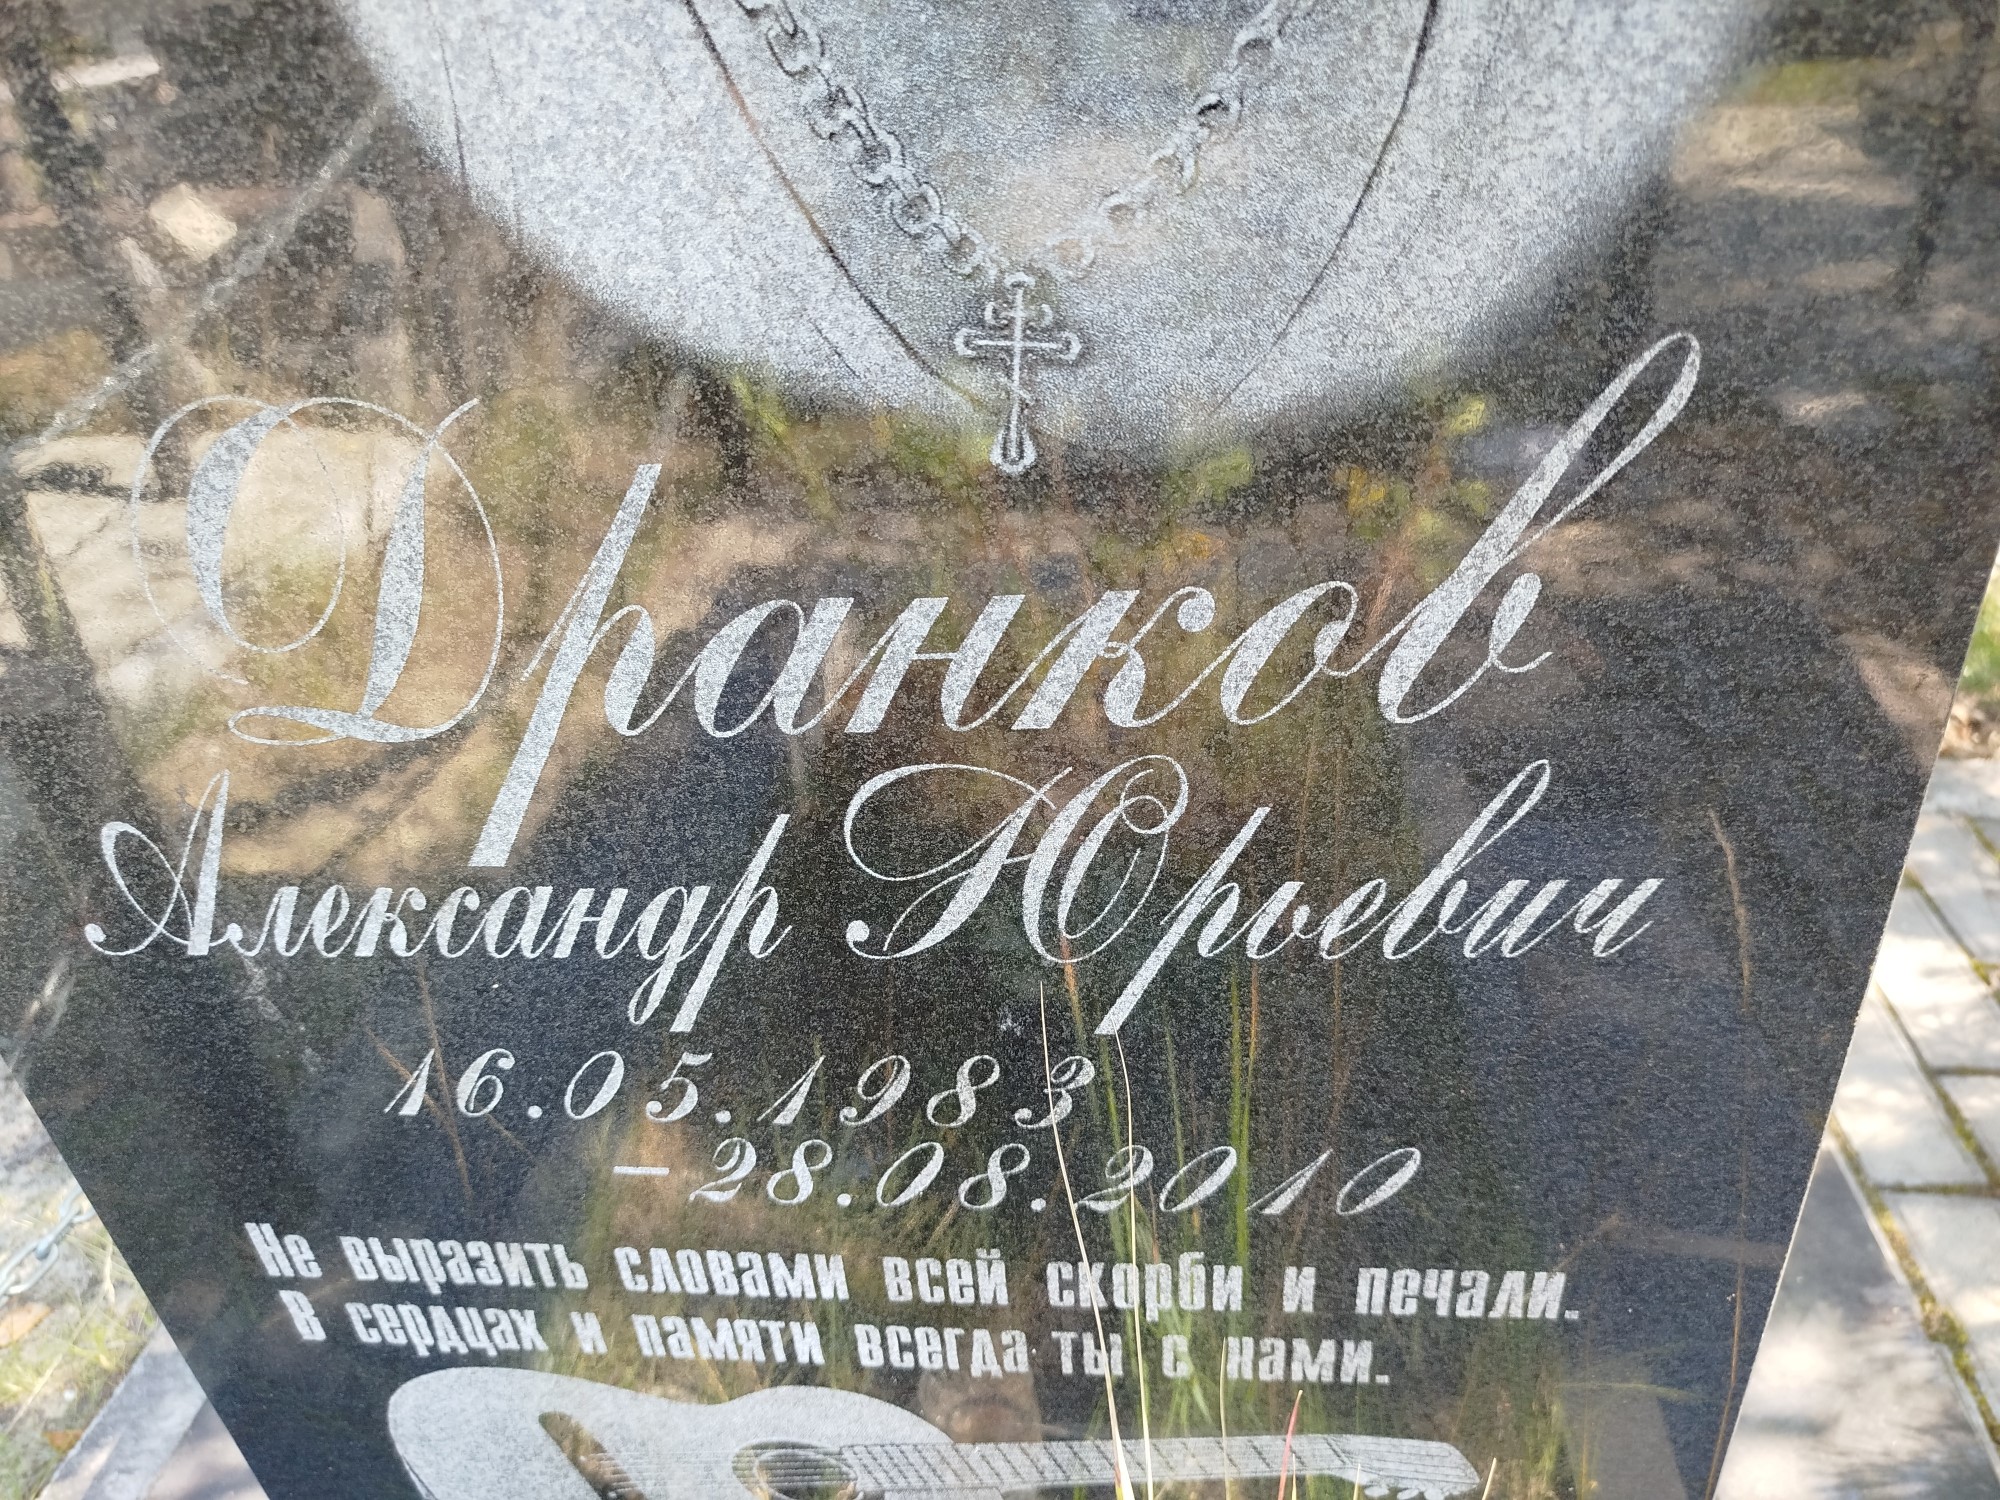 Дранков
Александр Юрьевич
16.05.1983
–28.08.2010
Не выразить словами всей скорби и печали.
В сердцах и памяти всегда ты с нами.